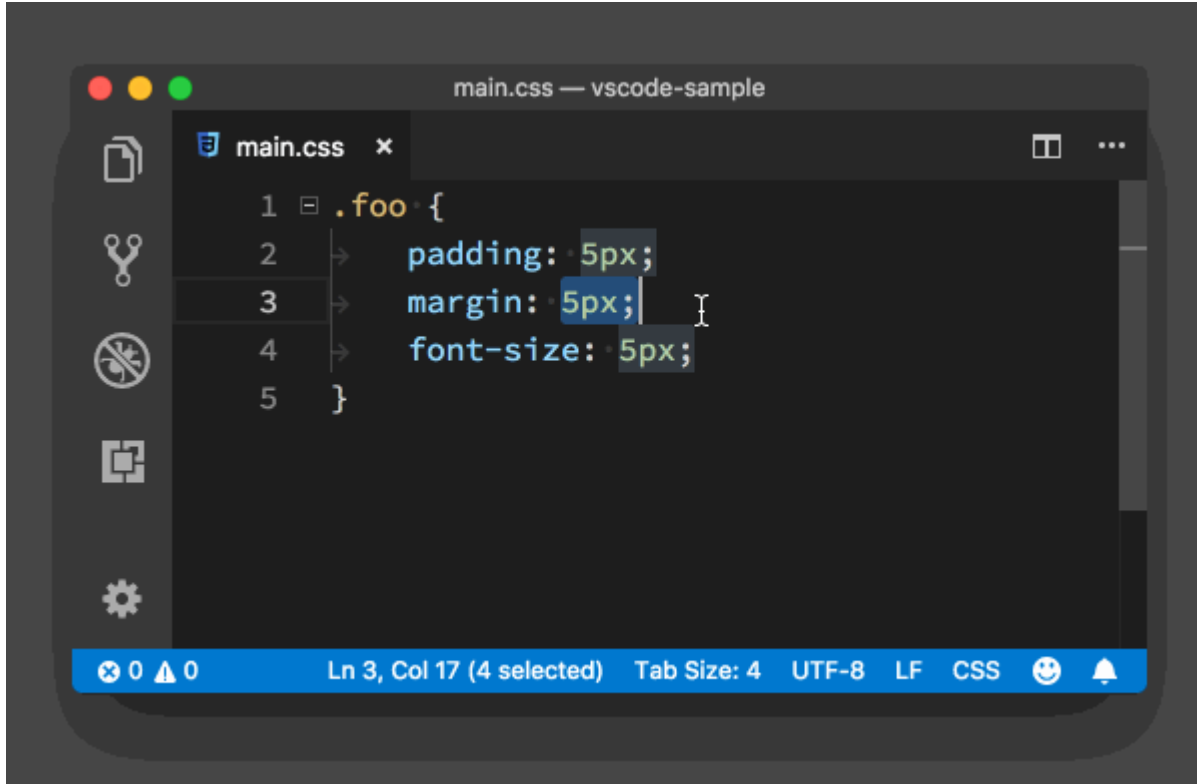 main.css — vscode-sample
main.css
1 .foo {
2 padding: 5px;
3 margin: 5px;
4 font-size: 5px;
5 }
0 0 Ln 3, Col 17 (4 selected) Tab Size: 4 UTF-8 LF CSS